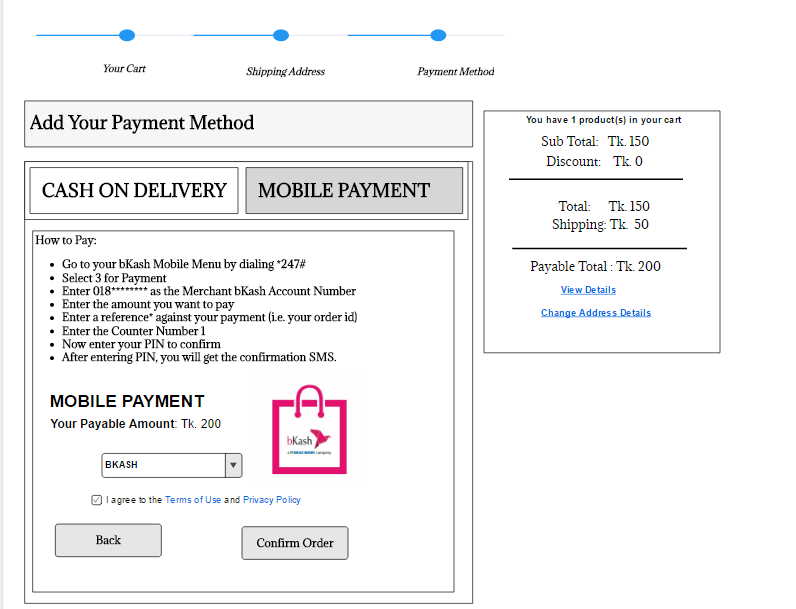 Your Cart
Shipping Address
Payment Method
Add Your Payment Method
CASH ON DELIVERY
MOBILE PAYMENT
How to Pay:
Go to your bKash Mobile Menu by dialing *247#
Select 3 for Payment
Enter 018******** as the Merchant bKash Account Number
Enter the amount you want to pay
Enter a reference* against your payment (i.e. your order id)
Enter the Counter Number 1
Now enter your PIN to confirm
After entering PIN, you will get the confirmation SMS.
MOBILE PAYMENT
Your Payable Amount: Tk. 200
bKash
company
BKASH
I agree to the Terms of Use and Privacy Policy
Back
Confirm Order
You have 1 product(s) in your cart
Sub Total: Tk. 150
Discount: Tk. 0
Total: Tk. 150
Shipping: Tk. 50
Payable Total : Tk. 200
View Details
Change Address Details